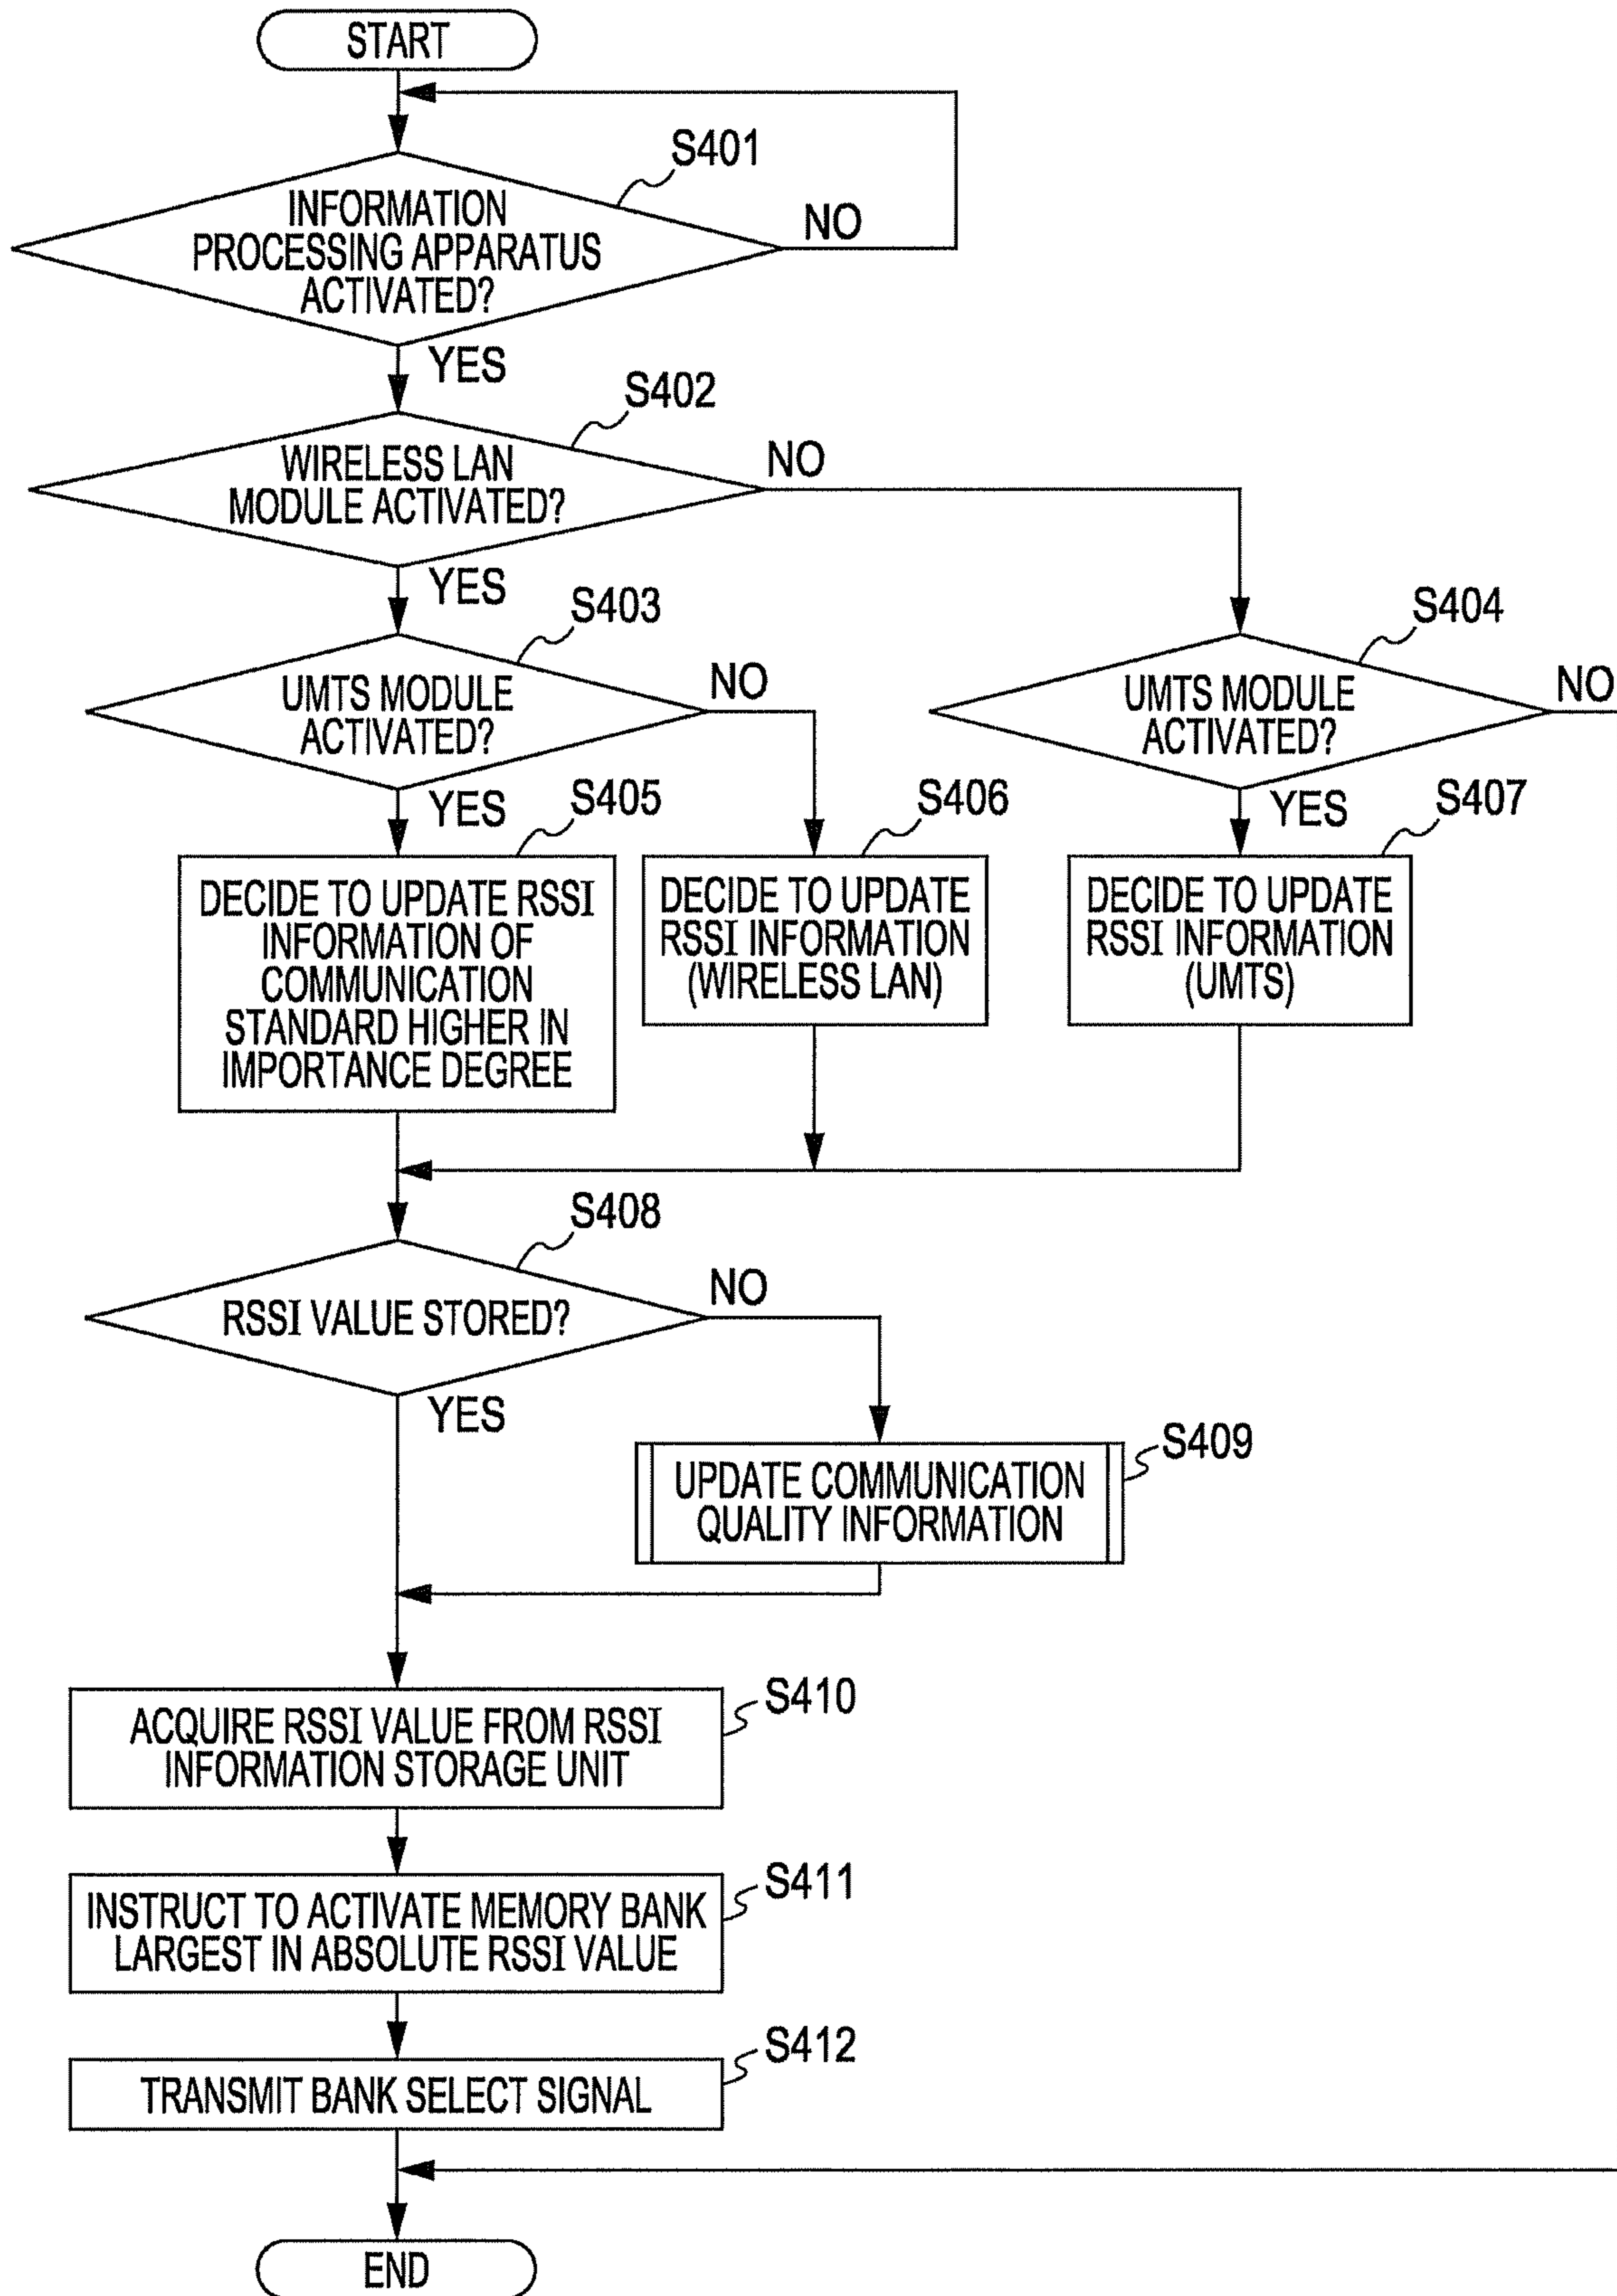 START
S401
INFORMATION
PROCESSING APPARATUS
ACTIVATED?
NO
YES
S402
WIRELESS LAN
MODULE ACTIVATED?
NO
YES
S403
UMTS MODULE
ACTIVATED?
NO
YES
S404
UMTS MODULE
ACTIVATED?
NO
YES
S405
DECIDE TO UPDATE RSSI
INFORMATION OF
COMMUNICATION
STANDARD HIGHER IN
IMPORTANCE DEGREE
S406
DECIDE TO UPDATE
RSSI INFORMATION
(WIRELESS LAN)
S407
DECIDE TO UPDATE
RSSI INFORMATION
(UMTS)
S408
RSSI VALUE STORED?
NO
YES
S409
UPDATE COMMUNICATION
QUALITY INFORMATION
S410
ACQUIRE RSSI VALUE FROM RSSI
INFORMATION STORAGE UNIT
S411
INSTRUCT TO ACTIVATE MEMORY BANK
LARGEST IN ABSOLUTE RSSI VALUE
S412
TRANSMIT BANK SELECT SIGNAL
END